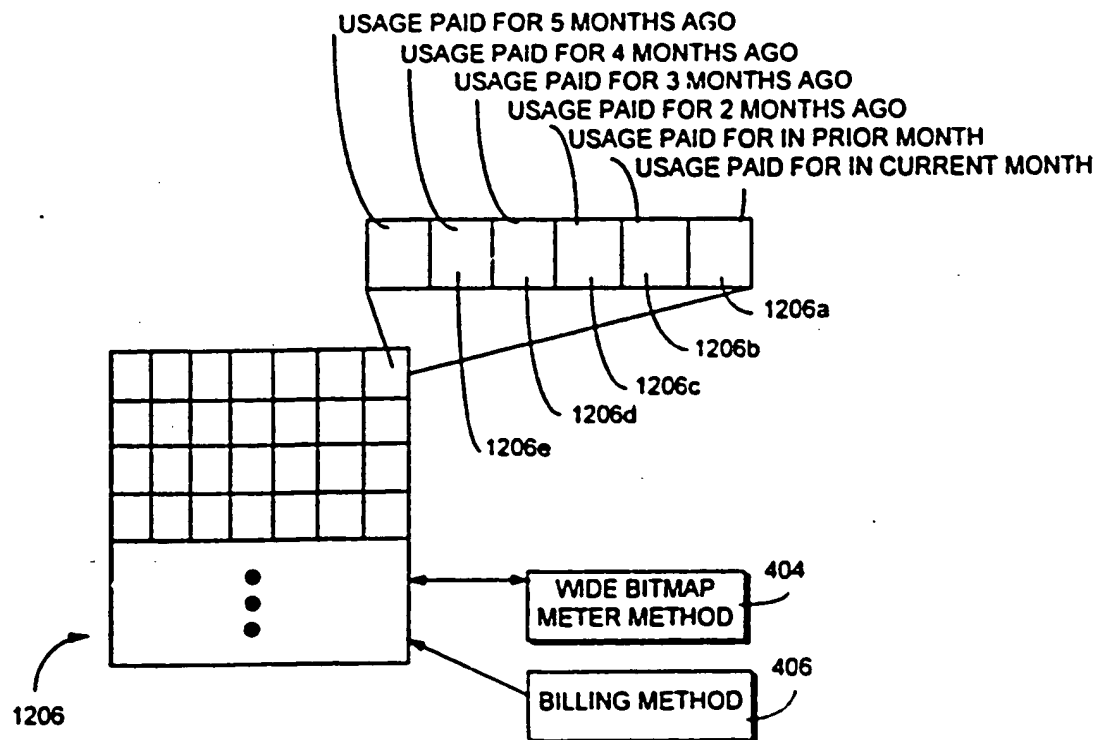 USAGE PAID FOR 5 MONTHS AGO
USAGE PAID FOR 4 MONTHS AGO
USAGE PAID FOR 3 MONTHS AGO
USAGE PAID FOR 2 MONTHS AGO
USAGE PAID FOR IN PRIOR MONTH
USAGE PAID FOR IN CURRENT MONTH
1206a
1206b
1206c
1206d
1206e
404
WIDE BITMAP
METER METHOD
406
BILLING METHOD
1206